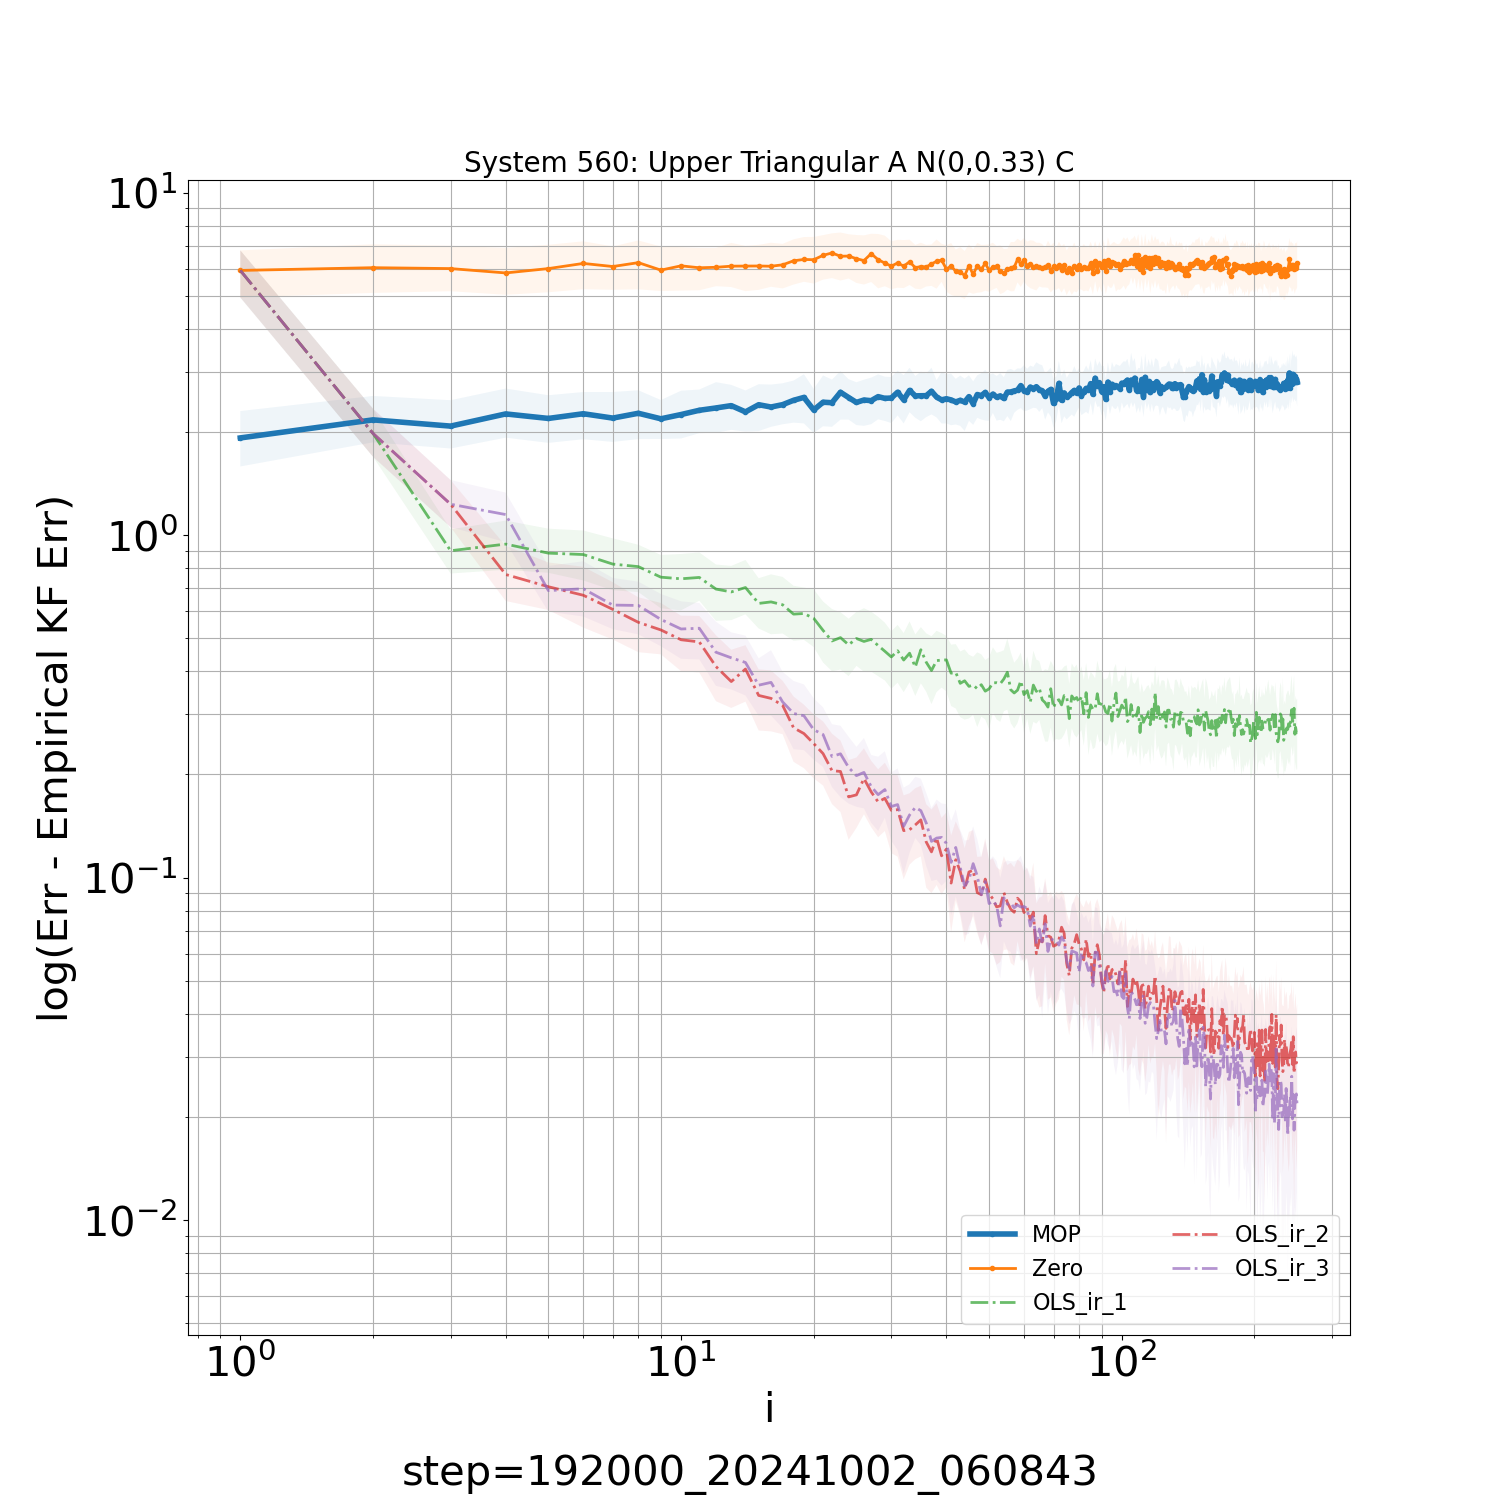 System 560: Upper Triangular A N(0,0.33) C
log(Err - Empirical KF Err)
10¹
10⁰
10⁻¹
10⁻²
MOP
Zero
OLS_ir_1
OLS_ir_2
OLS_ir_3
10⁰ 10¹ 10²
i
step=192000_20241002_060843